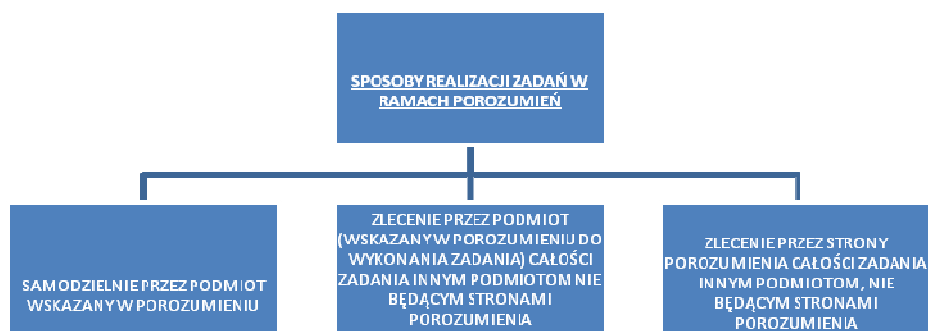 SPOSOBY REALIZACJI ZADAŃ W
RAMACH POROZUMIEŃ
SAMODZIELNIE PRZEZ PODMIOT
WSKAZANY W POROZUMIENIU
ZLECENIE PRZEZ PODMIOT
(WSKAZANY W POROZUMIENIU DO
WYKONANIA ZADANIA) CAŁOŚCI
ZADANIA INNYM PODMIOTOM NIE
BĘDĄCYM STRONAMI
POROZUMIENIA
ZLECENIE PRZEZ STRONY
POROZUMIENIA CAŁOŚCI ZADANIA
INNYM PODMIOTOM, NIE
BĘDĄCYM STRONAMI
POROZUMIENIA